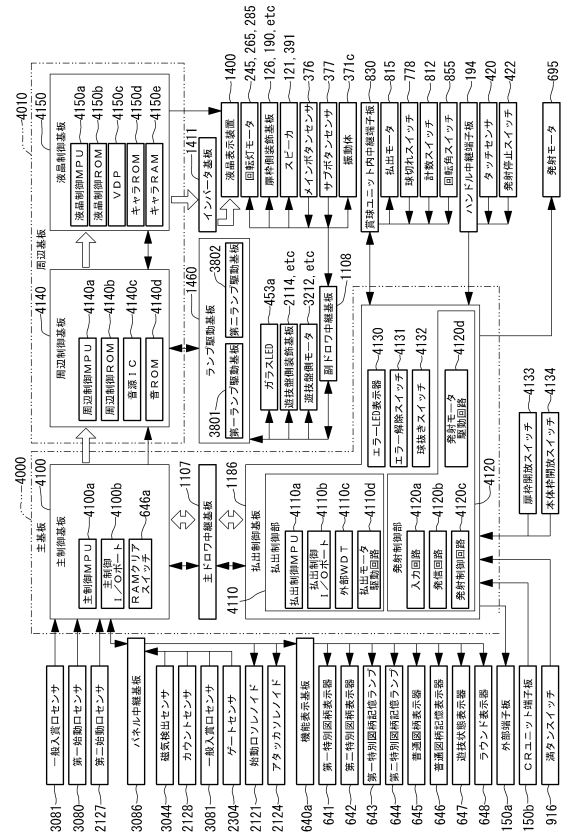 4010
周辺基板
4150
液晶制御基板
液晶制御MPU
4150a
液晶制御ROM
4150b
VDP
4150c
キャラROM
4150d
キャラRAM
4150e
4140
周辺制御基板
周辺制御MPU
4140a
周辺制御ROM
4140b
音源IC
4140c
音ROM
4140d
4000
主基板
4100
主制御基板
主制御MPU
4100a
主制御
I/Oポート
4100b
RAMクリア
スイッチ
646a
1411
インバータ基板
液晶表示装置
1400
回転灯モータ
245, 265, 285
扉枠側装飾基板
126, 190, etc
スピーカ
121, 391
メインボタンセンサ
376
サブボタンセンサ
377
振動体
371c
賞球ユニット内中継端子板
830
払出モータ
815
球切れスイッチ
778
計数スイッチ
812
回転角スイッチ
855
ハンドル中継端子板
194
タッチセンサ
420
発射停止スイッチ
422
発射モータ
695
1460
ランプ駆動基板
3801
第一ランプ駆動基板
3802
第二ランプ駆動基板
ガラスLED
453a
遊技盤側装飾基板
2114, etc
遊技盤側モータ
3212, etc
副ドロワ中継基板
1108
主ドロワ中継基板
1107
1186
払出制御基板
4110
払出制御部
払出制御MPU
4110a
払出制御
I/Oポート
4110b
外部WDT
4110c
払出モータ
駆動回路
4110d
エラーLED表示器
4130
エラー解除スイッチ
4131
球抜きスイッチ
4132
4120
発射制御部
入力回路
4120a
発信回路
4120b
発射制御回路
4120c
発射モータ
駆動回路
4120d
扉枠開放スイッチ
4133
本体枠開放スイッチ
4134
3081
一般入賞口センサ
3080
第一始動口センサ
2127
第二始動口センサ
3086
パネル中継基板
3044
磁気検出センサ
2128
カウントセンサ
3081
一般入賞口センサ
2304
ゲートセンサ
2121
始動口ソレノイド
2124
アタッカソレノイド
640a
機能表示基板
641
第一特別図柄表示器
642
第二特別図柄表示器
643
第一特別図柄記憶ランプ
644
第二特別図柄記憶ランプ
645
普通図柄表示器
646
普通図柄記憶表示器
647
遊技状態表示器
648
ラウンド表示器
150a
外部端子板
150b
CRユニット端子板
916
満タンスイッチ